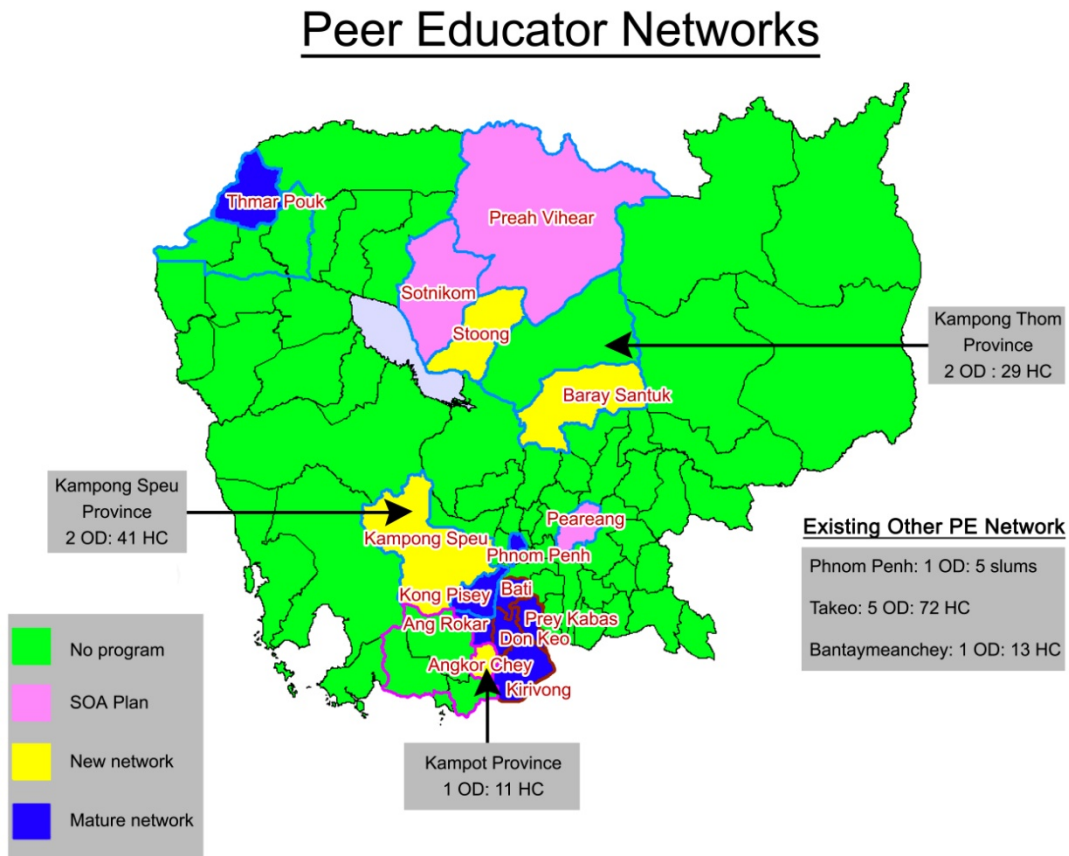 Peer Educator Networks
Thmar Pouk
Preah Vihear
Sotnikom
Stoong
Kampong Thom
Province
2 OD : 29 HC
Baray Santuk
Kampong Speu
Province
2 OD: 41 HC
Peareang
Kampong Speu
Phnom Penh
Existing Other PE Network
Phnom Penh: 1 OD: 5 slums
Takeo: 5 OD: 72 HC
Bantaymeanchey: 1 OD: 13 HC
Kong Pisey
Bati
Ang Rokar
Prey Kabas
Don Keo
Angkor Chey
Kirivong
No program
SOA Plan
New network
Mature network
Kampot Province
1 OD: 11 HC